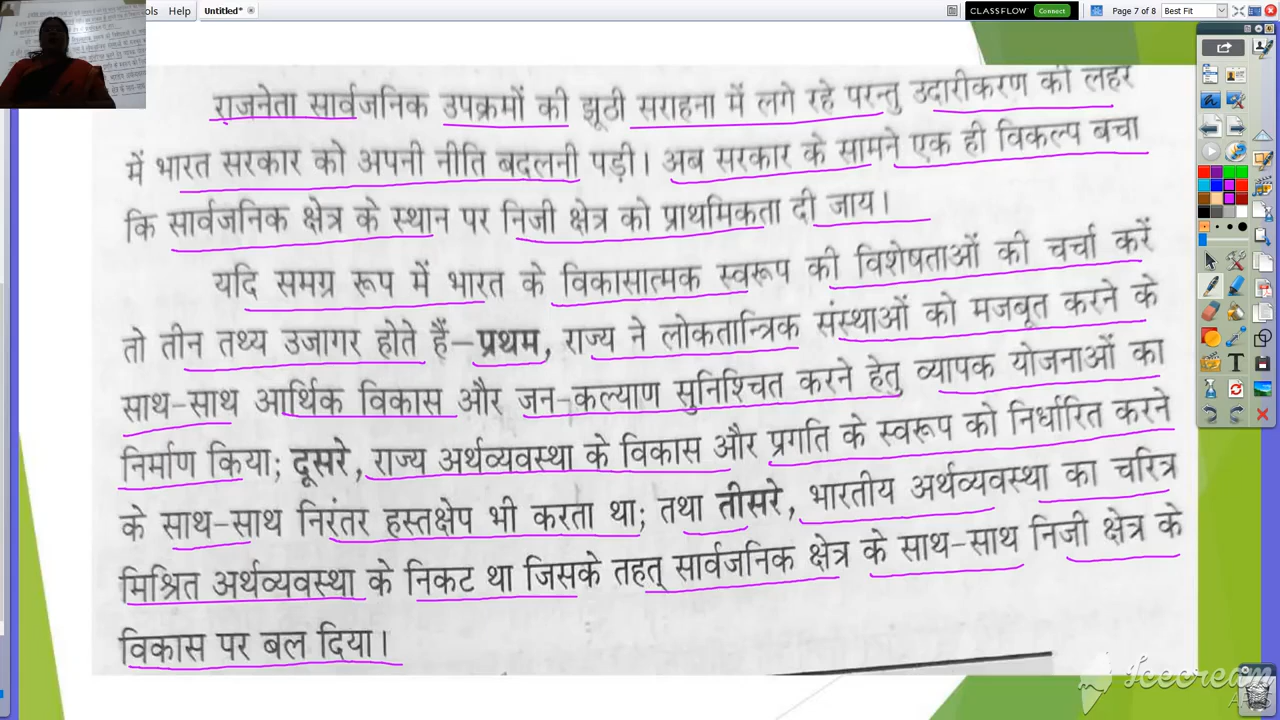 ols Help Untitled* CLASSFLOW Connect Page 7 of 8 Best Fit
राजनेता सार्वजनिक उपक्रमों की झूठी सराहना में लगे रहे परन्तु उदारीकरण की लहर
में भारत सरकार को अपनी नीति बदलनी पड़ी। अब सरकार के सामने एक ही विकल्प बचा
कि सार्वजनिक क्षेत्र के स्थान पर निजी क्षेत्र को प्राथमिकता दी जाय।
यदि समग्र रूप में भारत के विकासात्मक स्वरूप की विशेषताओं की चर्चा करें
तो तीन तथ्य उजागर होते हैं–प्रथम, राज्य ने लोकतान्त्रिक संस्थाओं को मजबूत करने के
साथ-साथ आर्थिक विकास और जन-कल्याण सुनिश्चित करने हेतु व्यापक योजनाओं का
निर्माण किया; दूसरे, राज्य अर्थव्यवस्था के विकास और प्रगति के स्वरूप को निर्धारित करने
के साथ-साथ निरंतर हस्तक्षेप भी करता था; तथा तीसरे, भारतीय अर्थव्यवस्था का चरित्र
मिश्रित अर्थव्यवस्था के निकट था जिसके तहत् सार्वजनिक क्षेत्र के साथ-साथ निजी क्षेत्र के
विकास पर बल दिया।
Icecream
APPS